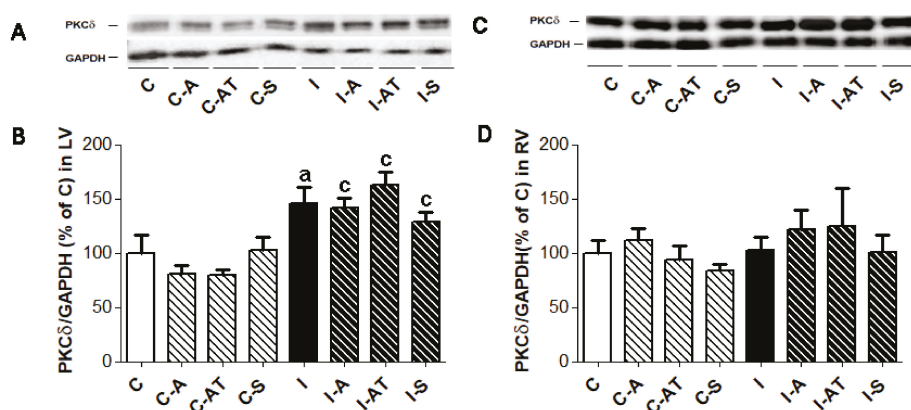 A
PKCδ
GAPDH
C C-A C-AT C-S I I-A I-AT I-S
C
PKCδ
GAPDH
C C-A C-AT C-S I I-A I-AT I-S
B
PKCδ/GAPDH (% of C) in LV
200
150
100
50
0
a c c c
C C-A C-AT C-S I I-A I-AT I-S
D
PKCδ/GAPDH(% of C) in RV
200
150
100
50
0
C C-A C-AT C-S I I-A I-AT I-S